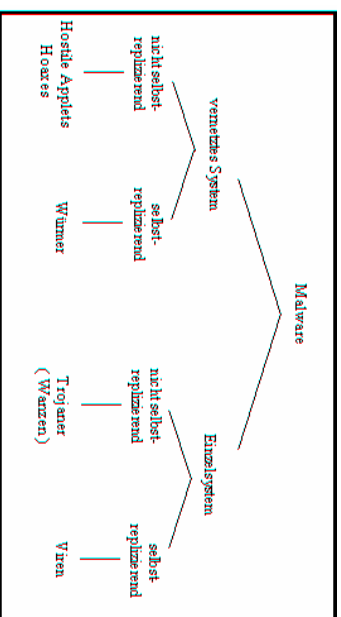 Malware
vernetztes System
Einzelsystem
nicht selbst-
replizierend
selbst-
replizierend
nicht selbst-
replizierend
selbst-
replizierend
Hostile Applets
Hoaxes
Würmer
Trojaner
(Wanzen)
Viren